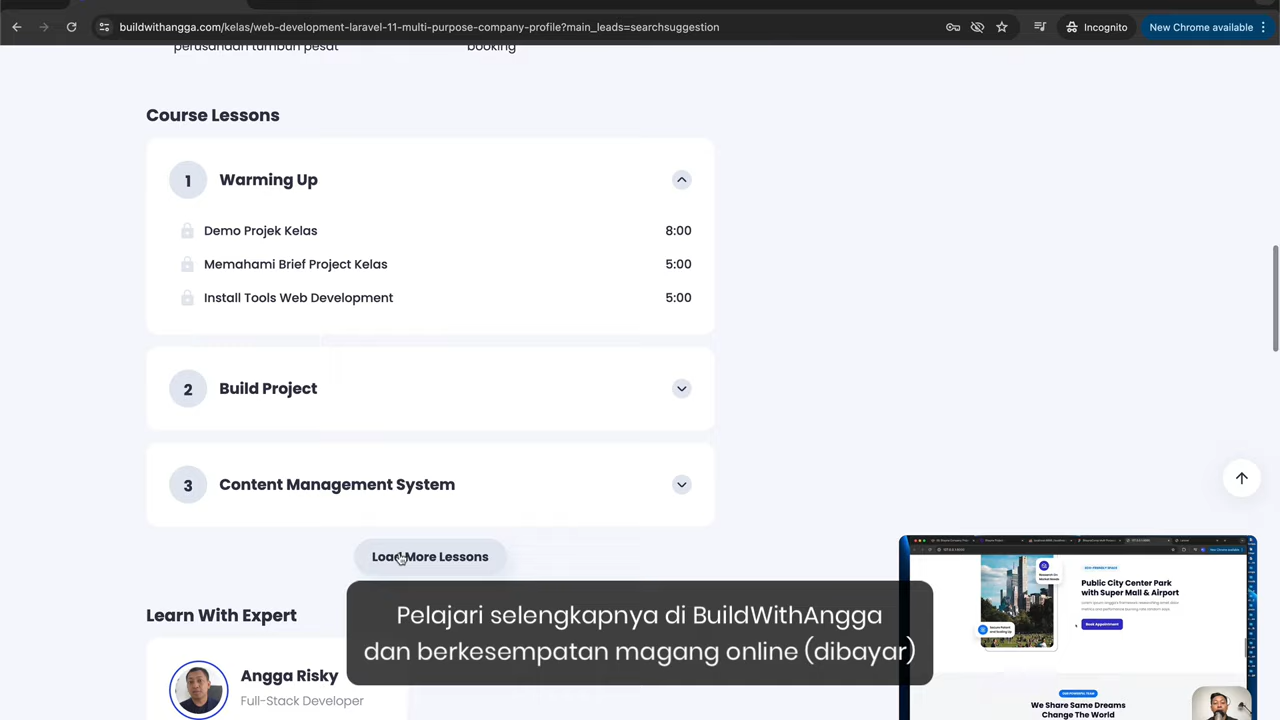 buildwithangga.com/kelas/web-development-laravel-11-multi-purpose-company-profile?main_leads=searchsuggestion
Incognito
New Chrome available
perusahaan tumbuh pesat
booking
Course Lessons
1
Warming Up
Demo Projek Kelas
8:00
Memahami Brief Project Kelas
5:00
Install Tools Web Development
5:00
2
Build Project
3
Content Management System
Load More Lessons
Learn With Expert
Angga Risky
Full-Stack Developer
Pelajari selengkapnya di BuildWithAngga
dan berkesempatan magang online (dibayar)
Public City Center Park
with Super Mall & Airport
Book Appointment
We Share Same Dreams
Change The World